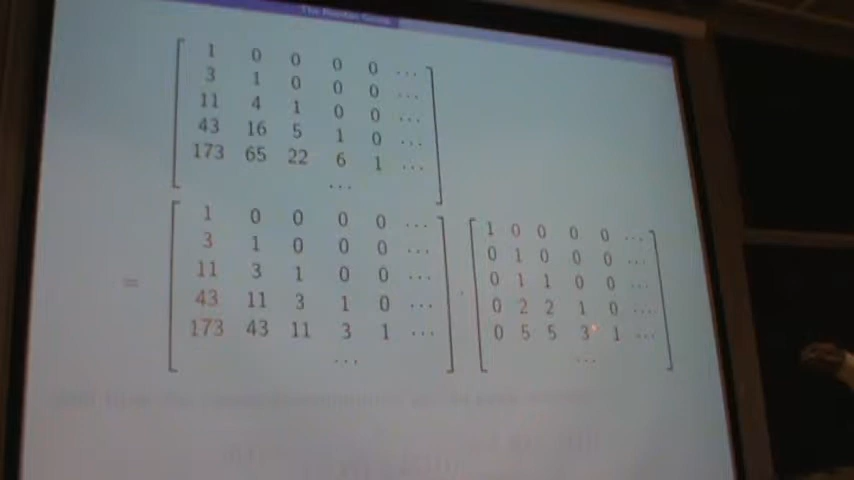 The Riordan Group
1 0 0 0 0 ...
3 1 0 0 0 ...
11 4 1 0 0 ...
43 16 5 1 0 ...
173 65 22 6 1 ...
...
= 1 0 0 0 0 ... · 1 0 0 0 0 ...
3 1 0 0 0 ... 0 1 0 0 0 ...
11 3 1 0 0 ... 0 1 1 0 0 ...
43 11 3 1 0 ... 0 2 2 1 0 ...
173 43 11 3 1 ... 0 5 5 3 1 ...
... ...